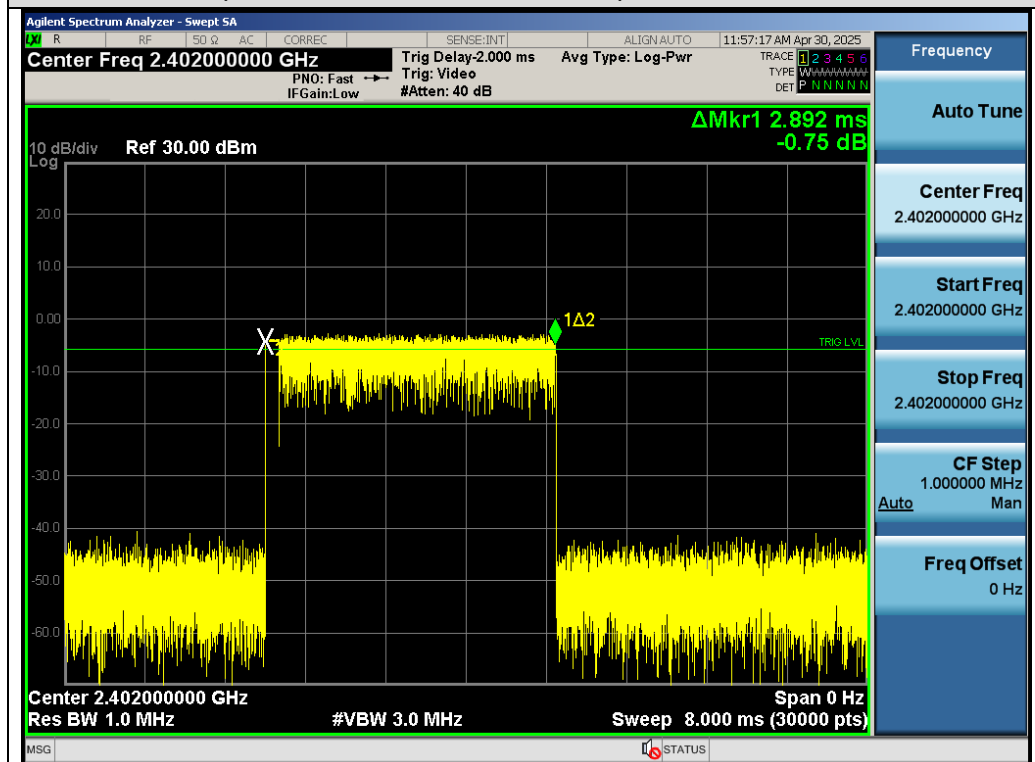 Agilent Spectrum Analyzer - Swept SA
LXI R RF 50 Ω AC CORREC SENSE:INT ALIGN AUTO 11:57:17 AM Apr 30, 2025
Center Freq 2.402000000 GHz
PNO: Fast
IFGain:Low
Trig Delay-2.000 ms
Trig: Video
#Atten: 40 dB
Avg Type: Log-Pwr
TRACE 1 2 3 4 5 6
TYPE WWWWWW
DET P N N N N N
ΔMkr1 2.892 ms
-0.75 dB
10 dB/div Ref 30.00 dBm
Log
20.0
10.0
0.00
-10.0
-20.0
-30.0
-40.0
-50.0
-60.0
1Δ2
TRIG LVL
Center 2.402000000 GHz Span 0 Hz
Res BW 1.0 MHz #VBW 3.0 MHz Sweep 8.000 ms (30000 pts)
MSG STATUS
Frequency
Auto Tune
Center Freq
2.402000000 GHz
Start Freq
2.402000000 GHz
Stop Freq
2.402000000 GHz
CF Step
1.000000 MHz
Auto Man
Freq Offset
0 Hz